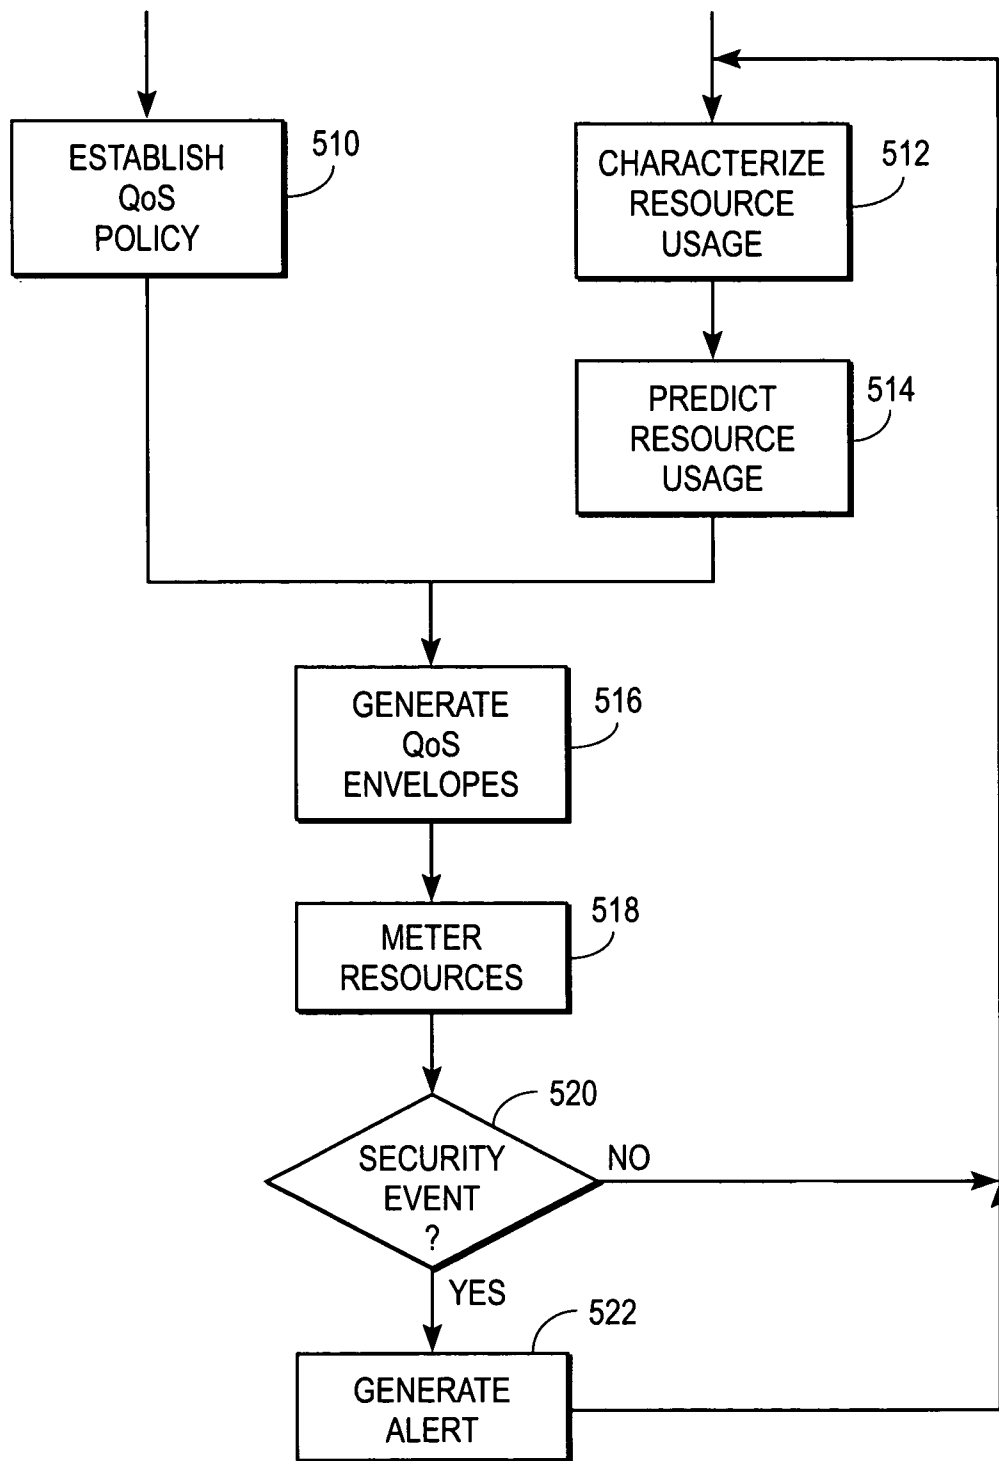 ESTABLISH
QoS
POLICY
510
CHARACTERIZE
RESOURCE
USAGE
512
PREDICT
RESOURCE
USAGE
514
GENERATE
QoS
ENVELOPES
516
METER
RESOURCES
518
SECURITY
EVENT
?
520
NO
YES
GENERATE
ALERT
522